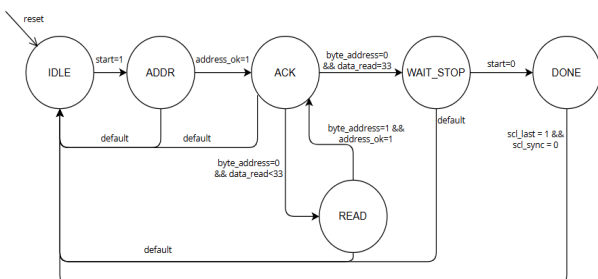 reset
IDLE
start=1
ADDR
address_ok=1
ACK
byte_address=0
&& data_read=33
WAIT_STOP
start=0
DONE
default
default
default
byte_address=1 &&
address_ok=1
scl_last = 1 &&
scl_sync = 0
byte_address=0
&& data_read<33
READ
default